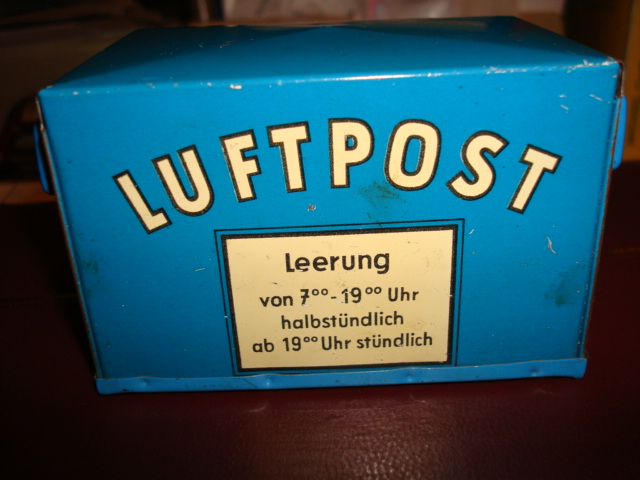 LUFTPOST
Leerung
von 7⁰⁰-19⁰⁰ Uhr
halbstündlich
ab 19⁰⁰ Uhr stündlich